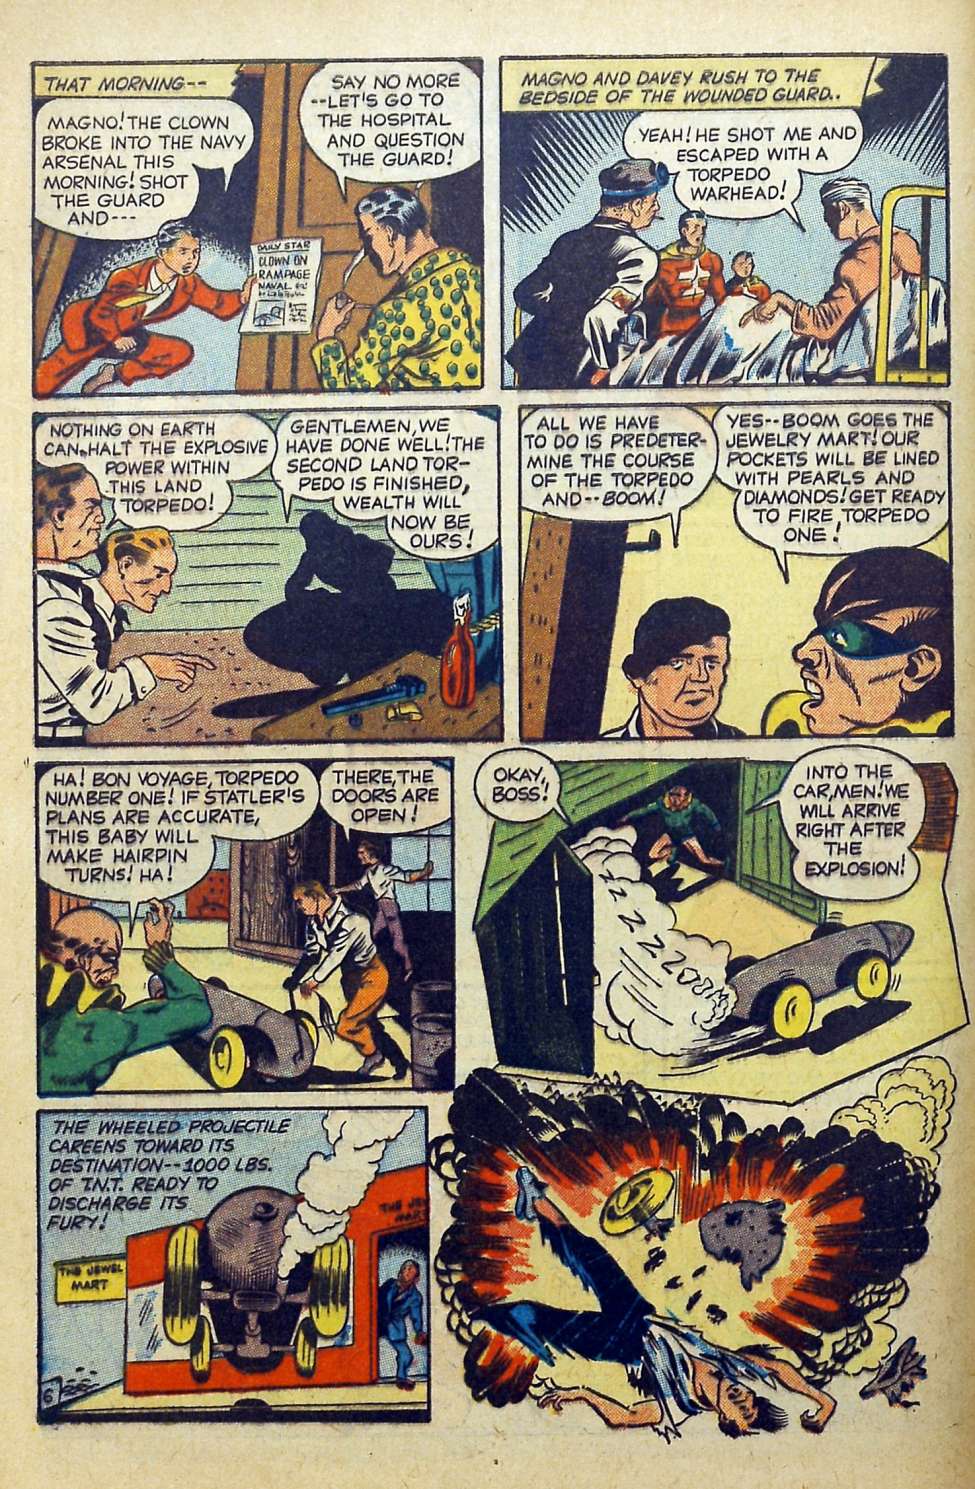 THAT MORNING--
MAGNO! THE CLOWN
BROKE INTO THE NAVY
ARSENAL THIS
MORNING! SHOT
THE GUARD
AND---
SAY NO MORE
--LET'S GO TO
THE HOSPITAL
AND QUESTION
THE GUARD!
DAILY STAR
CLOWN ON
RAMPAGE
NAVAL
MAGNO AND DAVEY RUSH TO THE
BEDSIDE OF THE WOUNDED GUARD..
YEAH! HE SHOT ME AND
ESCAPED WITH A
TORPEDO
WARHEAD!
NOTHING ON EARTH
CAN HALT THE EXPLOSIVE
POWER WITHIN
THIS LAND
TORPEDO!
GENTLEMEN, WE
HAVE DONE WELL! THE
SECOND LAND TOR-
PEDO IS FINISHED,
WEALTH WILL
NOW BE
OURS!
ALL WE HAVE
TO DO IS PREDETER-
MINE THE COURSE
OF THE TORPEDO
AND--BOOM!
YES--BOOM GOES THE
JEWELRY MART! OUR
POCKETS WILL BE LINED
WITH PEARLS AND
DIAMONDS! GET READY
TO FIRE, TORPEDO
ONE!
HA! BON VOYAGE, TORPEDO
NUMBER ONE! IF STATLER'S
PLANS ARE ACCURATE,
THIS BABY WILL
MAKE HAIRPIN
TURNS! HA!
THERE, THE
DOORS ARE
OPEN!
OKAY,
BOSS!
INTO THE
CAR, MEN! WE
WILL ARRIVE
RIGHT AFTER
THE
EXPLOSION!
ZZZZZZOOM
THE WHEELED PROJECTILE
CAREENS TOWARD ITS
DESTINATION--1000 LBS.
OF T.N.T. READY TO
DISCHARGE ITS
FURY!
THE JEWEL
MART
THE JEWEL
MART
6